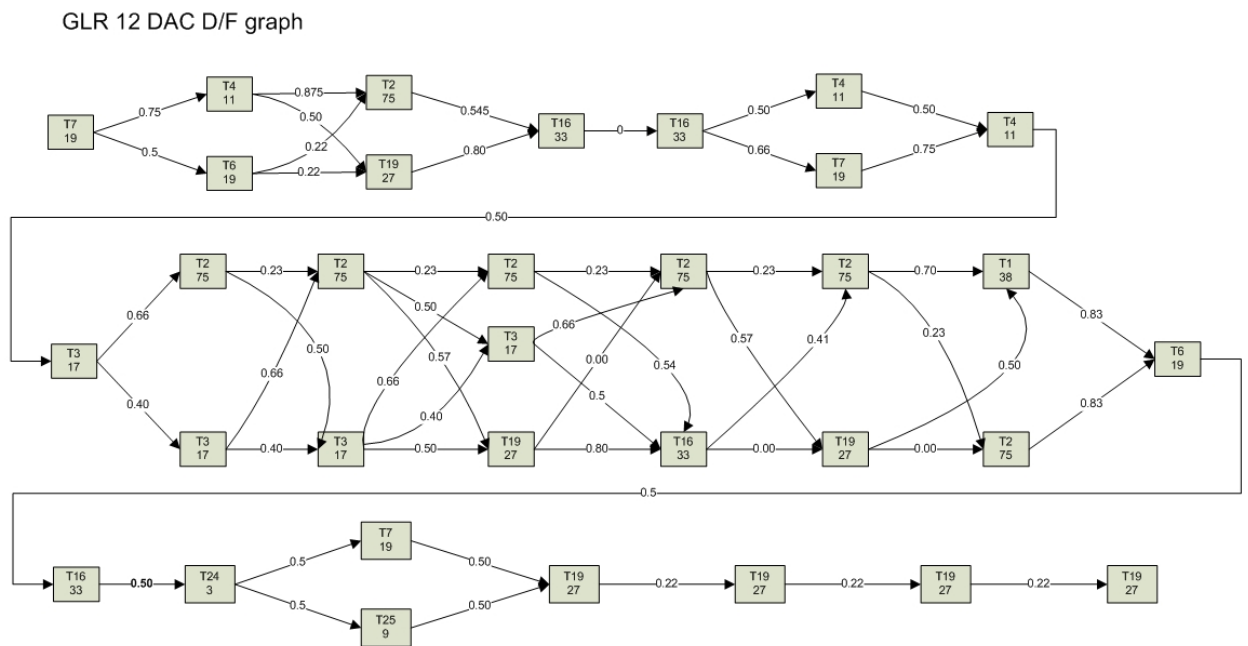 GLR 12 DAC D/F graph
T7
19
0.75
0.5
T4
11
T6
19
0.875
0.50
0.22
0.22
T2
75
T19
27
0.545
0.80
T16
33
0
T16
33
0.50
0.66
T4
11
T7
19
0.50
0.75
T4
11
0.50
T3
17
0.66
0.40
T2
75
T3
17
0.23
0.50
0.66
0.40
T2
75
T3
17
0.23
0.50
0.57
0.66
0.40
0.50
T2
75
T3
17
T19
27
0.23
0.66
0.54
0.00
0.5
0.80
T2
75
T16
33
0.23
0.57
0.41
0.00
T2
75
T19
27
0.70
0.23
0.50
0.00
T1
38
T2
75
0.83
0.83
T6
19
0.5
T16
33
0.50
T24
3
0.5
0.5
T7
19
T25
9
0.50
0.50
T19
27
0.22
T19
27
0.22
T19
27
0.22
T19
27